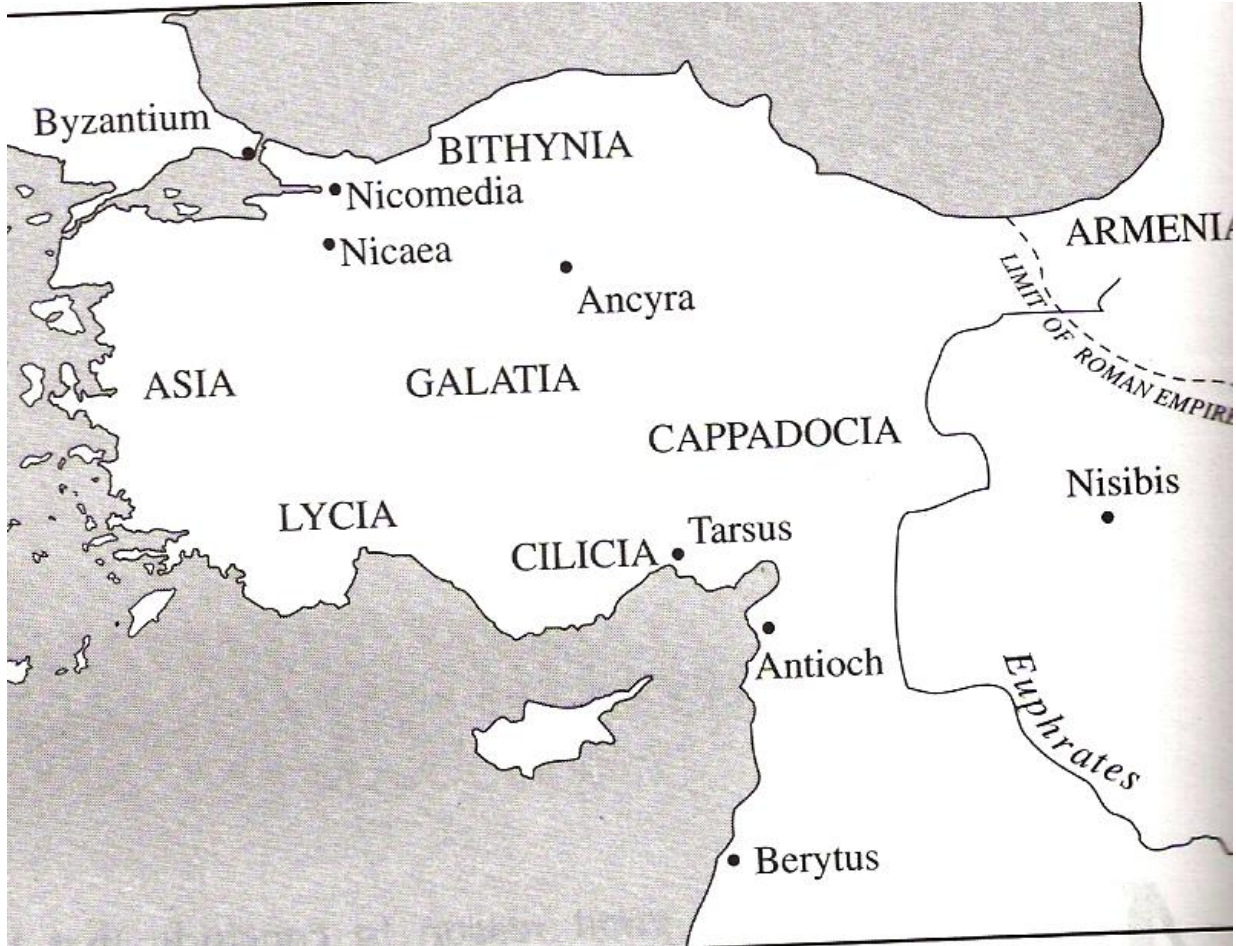 Byzantium
BITHYNIA
Nicomedia
Nicaea
Ancyra
ARMENIA
LIMIT OF ROMAN EMPIRE
ASIA
GALATIA
CAPPADOCIA
Nisibis
LYCIA
CILICIA
Tarsus
Antioch
Euphrates
Berytus